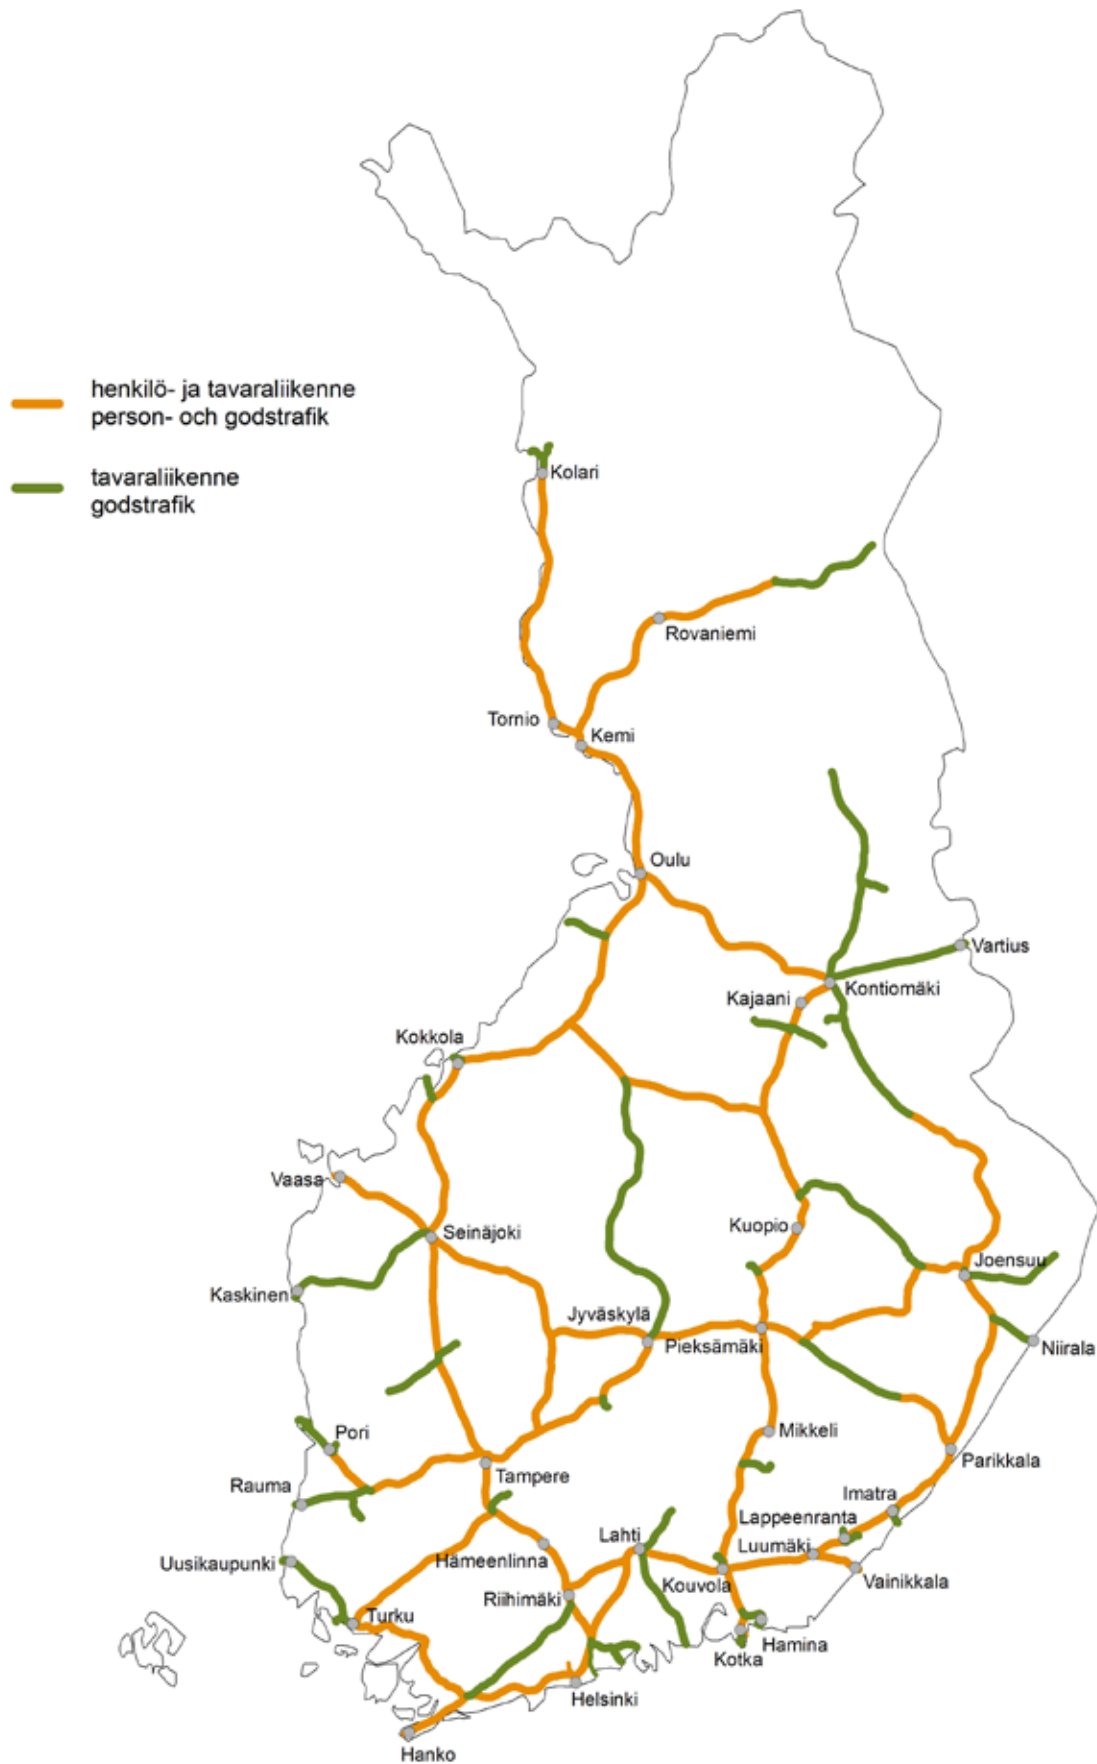 henkilö- ja tavaraliikenne
person- och godstrafik
tavaraliikenne
godstrafik
Kolari
Rovaniemi
Tornio
Kemi
Oulu
Vartius
Kontiomäki
Kajaani
Kokkola
Vaasa
Seinäjoki
Kuopio
Joensuu
Kaskinen
Jyväskylä
Pieksämäki
Niirala
Pori
Mikkeli
Parikkala
Tampere
Rauma
Imatra
Lappeenranta
Lahti
Luumäki
Uusikaupunki
Hämeenlinna
Kouvola
Vainikkala
Riihimäki
Turku
Hamina
Kotka
Helsinki
Hanko